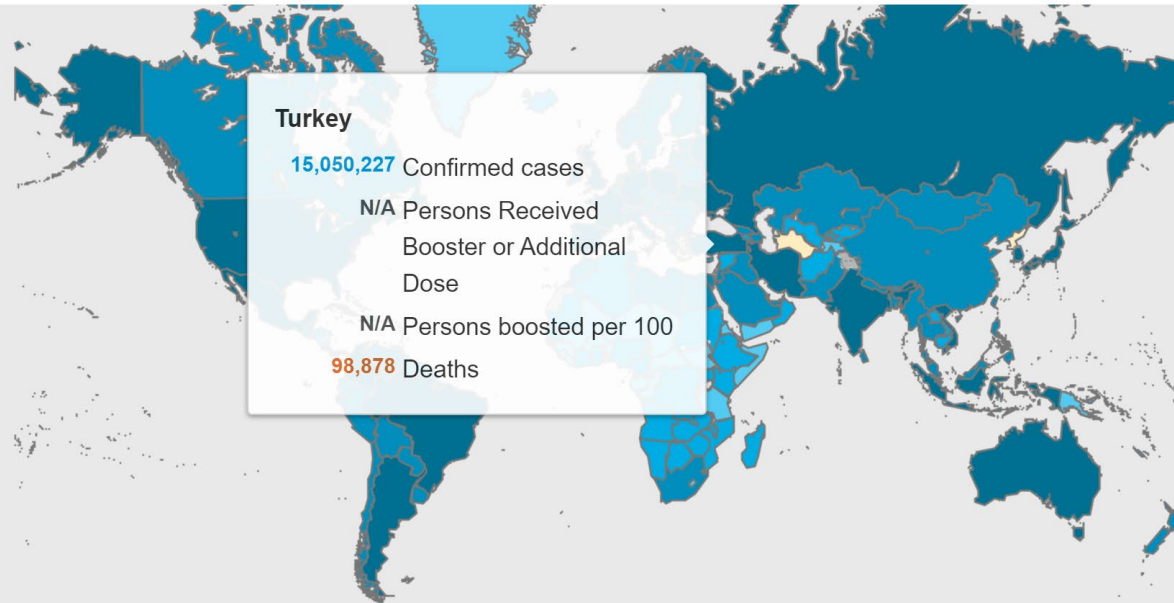 Turkey
15,050,227 Confirmed cases
N/A Persons Received
Booster or Additional
Dose
N/A Persons boosted per 100
98,878 Deaths